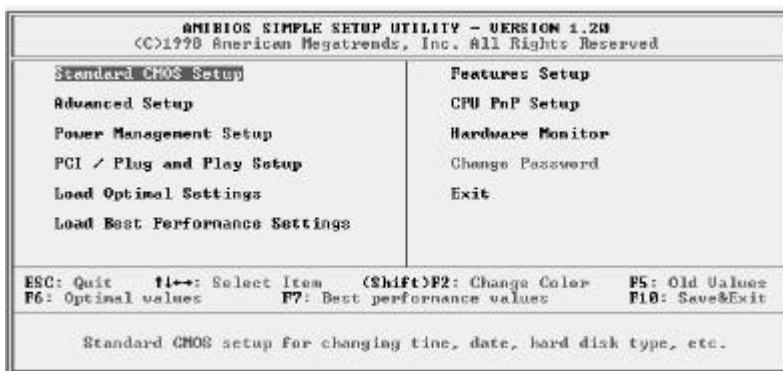 AMIBIOS SIMPLE SETUP UTILITY - VERSION 1.20
(C)1998 American Megatrends, Inc. All Rights Reserved
Standard CMOS Setup
Advanced Setup
Power Management Setup
PCI / Plug and Play Setup
Load Optimal Settings
Load Best Performance Settings
Features Setup
CPU PnP Setup
Hardware Monitor
Change Password
Exit
ESC: Quit ↑↓←→: Select Item (Shift)F2: Change Color F5: Old Values
F6: Optimal values F7: Best performance values F10: Save&Exit
Standard CMOS setup for changing time, date, hard disk type, etc.